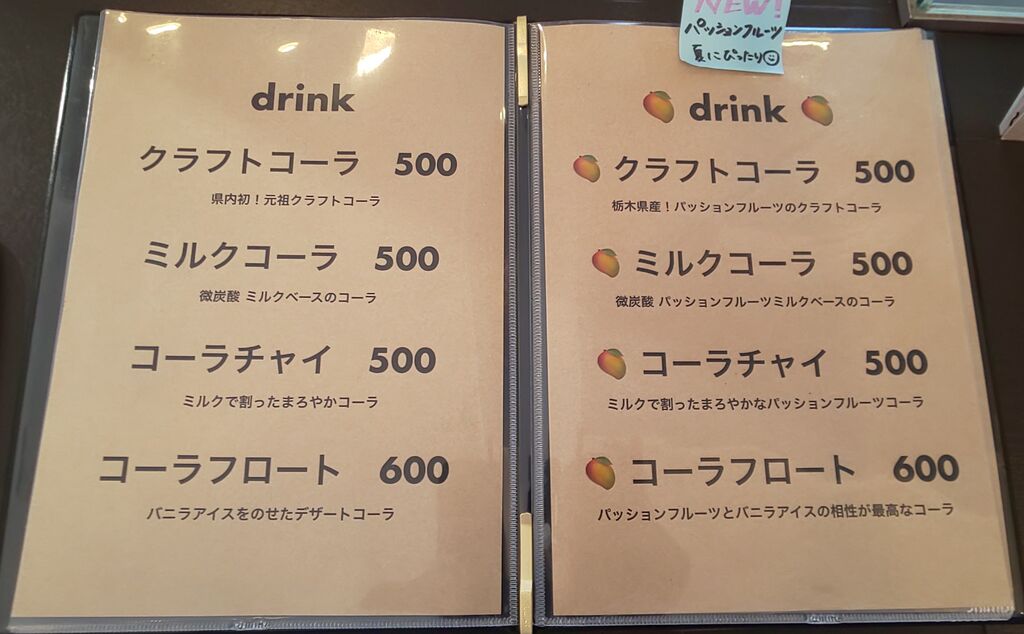 drink
クラフトコーラ 500
県内初！元祖クラフトコーラ
ミルクコーラ 500
微炭酸 ミルクベースのコーラ
コーラチャイ 500
ミルクで割ったまろやかコーラ
コーラフロート 600
バニラアイスをのせたデザートコーラ
NEW!
パッションフルーツ
夏にぴったり
drink
クラフトコーラ 500
栃木県産！パッションフルーツのクラフトコーラ
ミルクコーラ 500
微炭酸 パッションフルーツミルクベースのコーラ
コーラチャイ 500
ミルクで割ったまろやかなパッションフルーツコーラ
コーラフロート 600
パッションフルーツとバニラアイスの相性が最高なコーラ